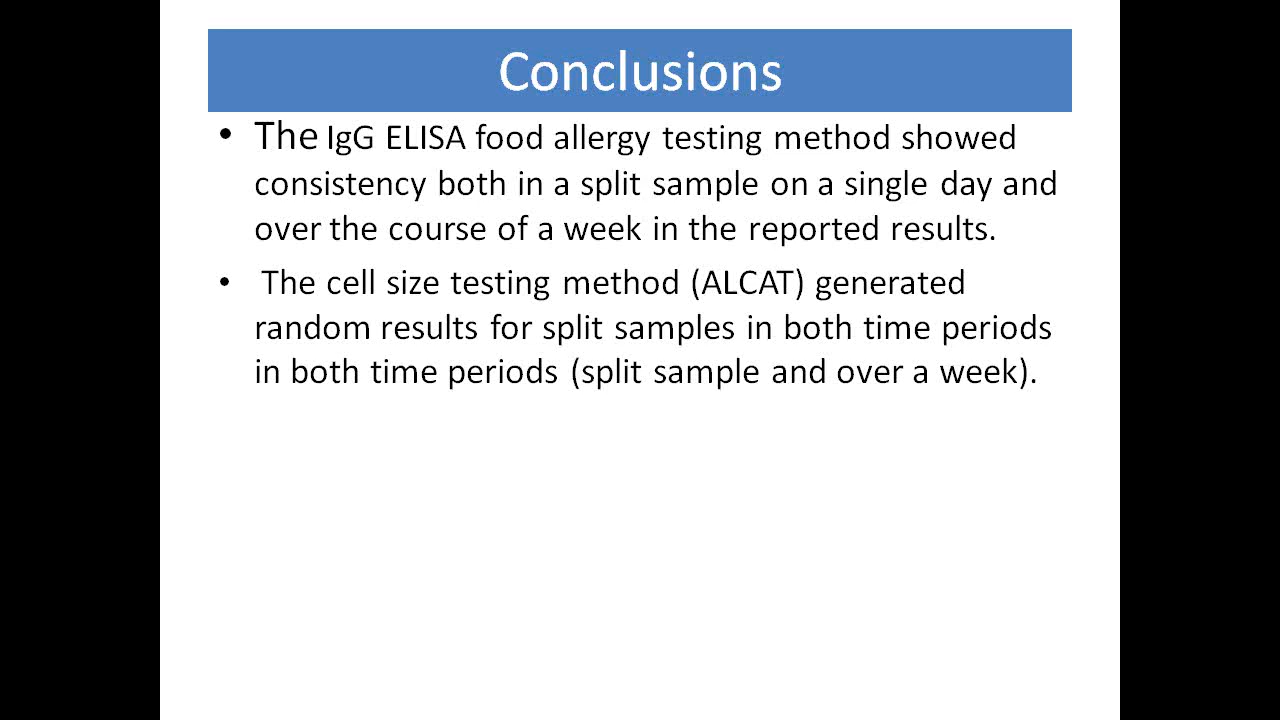 Conclusions
• The IgG ELISA food allergy testing method showed
consistency both in a split sample on a single day and
over the course of a week in the reported results.
• The cell size testing method (ALCAT) generated
random results for split samples in both time periods
in both time periods (split sample and over a week).